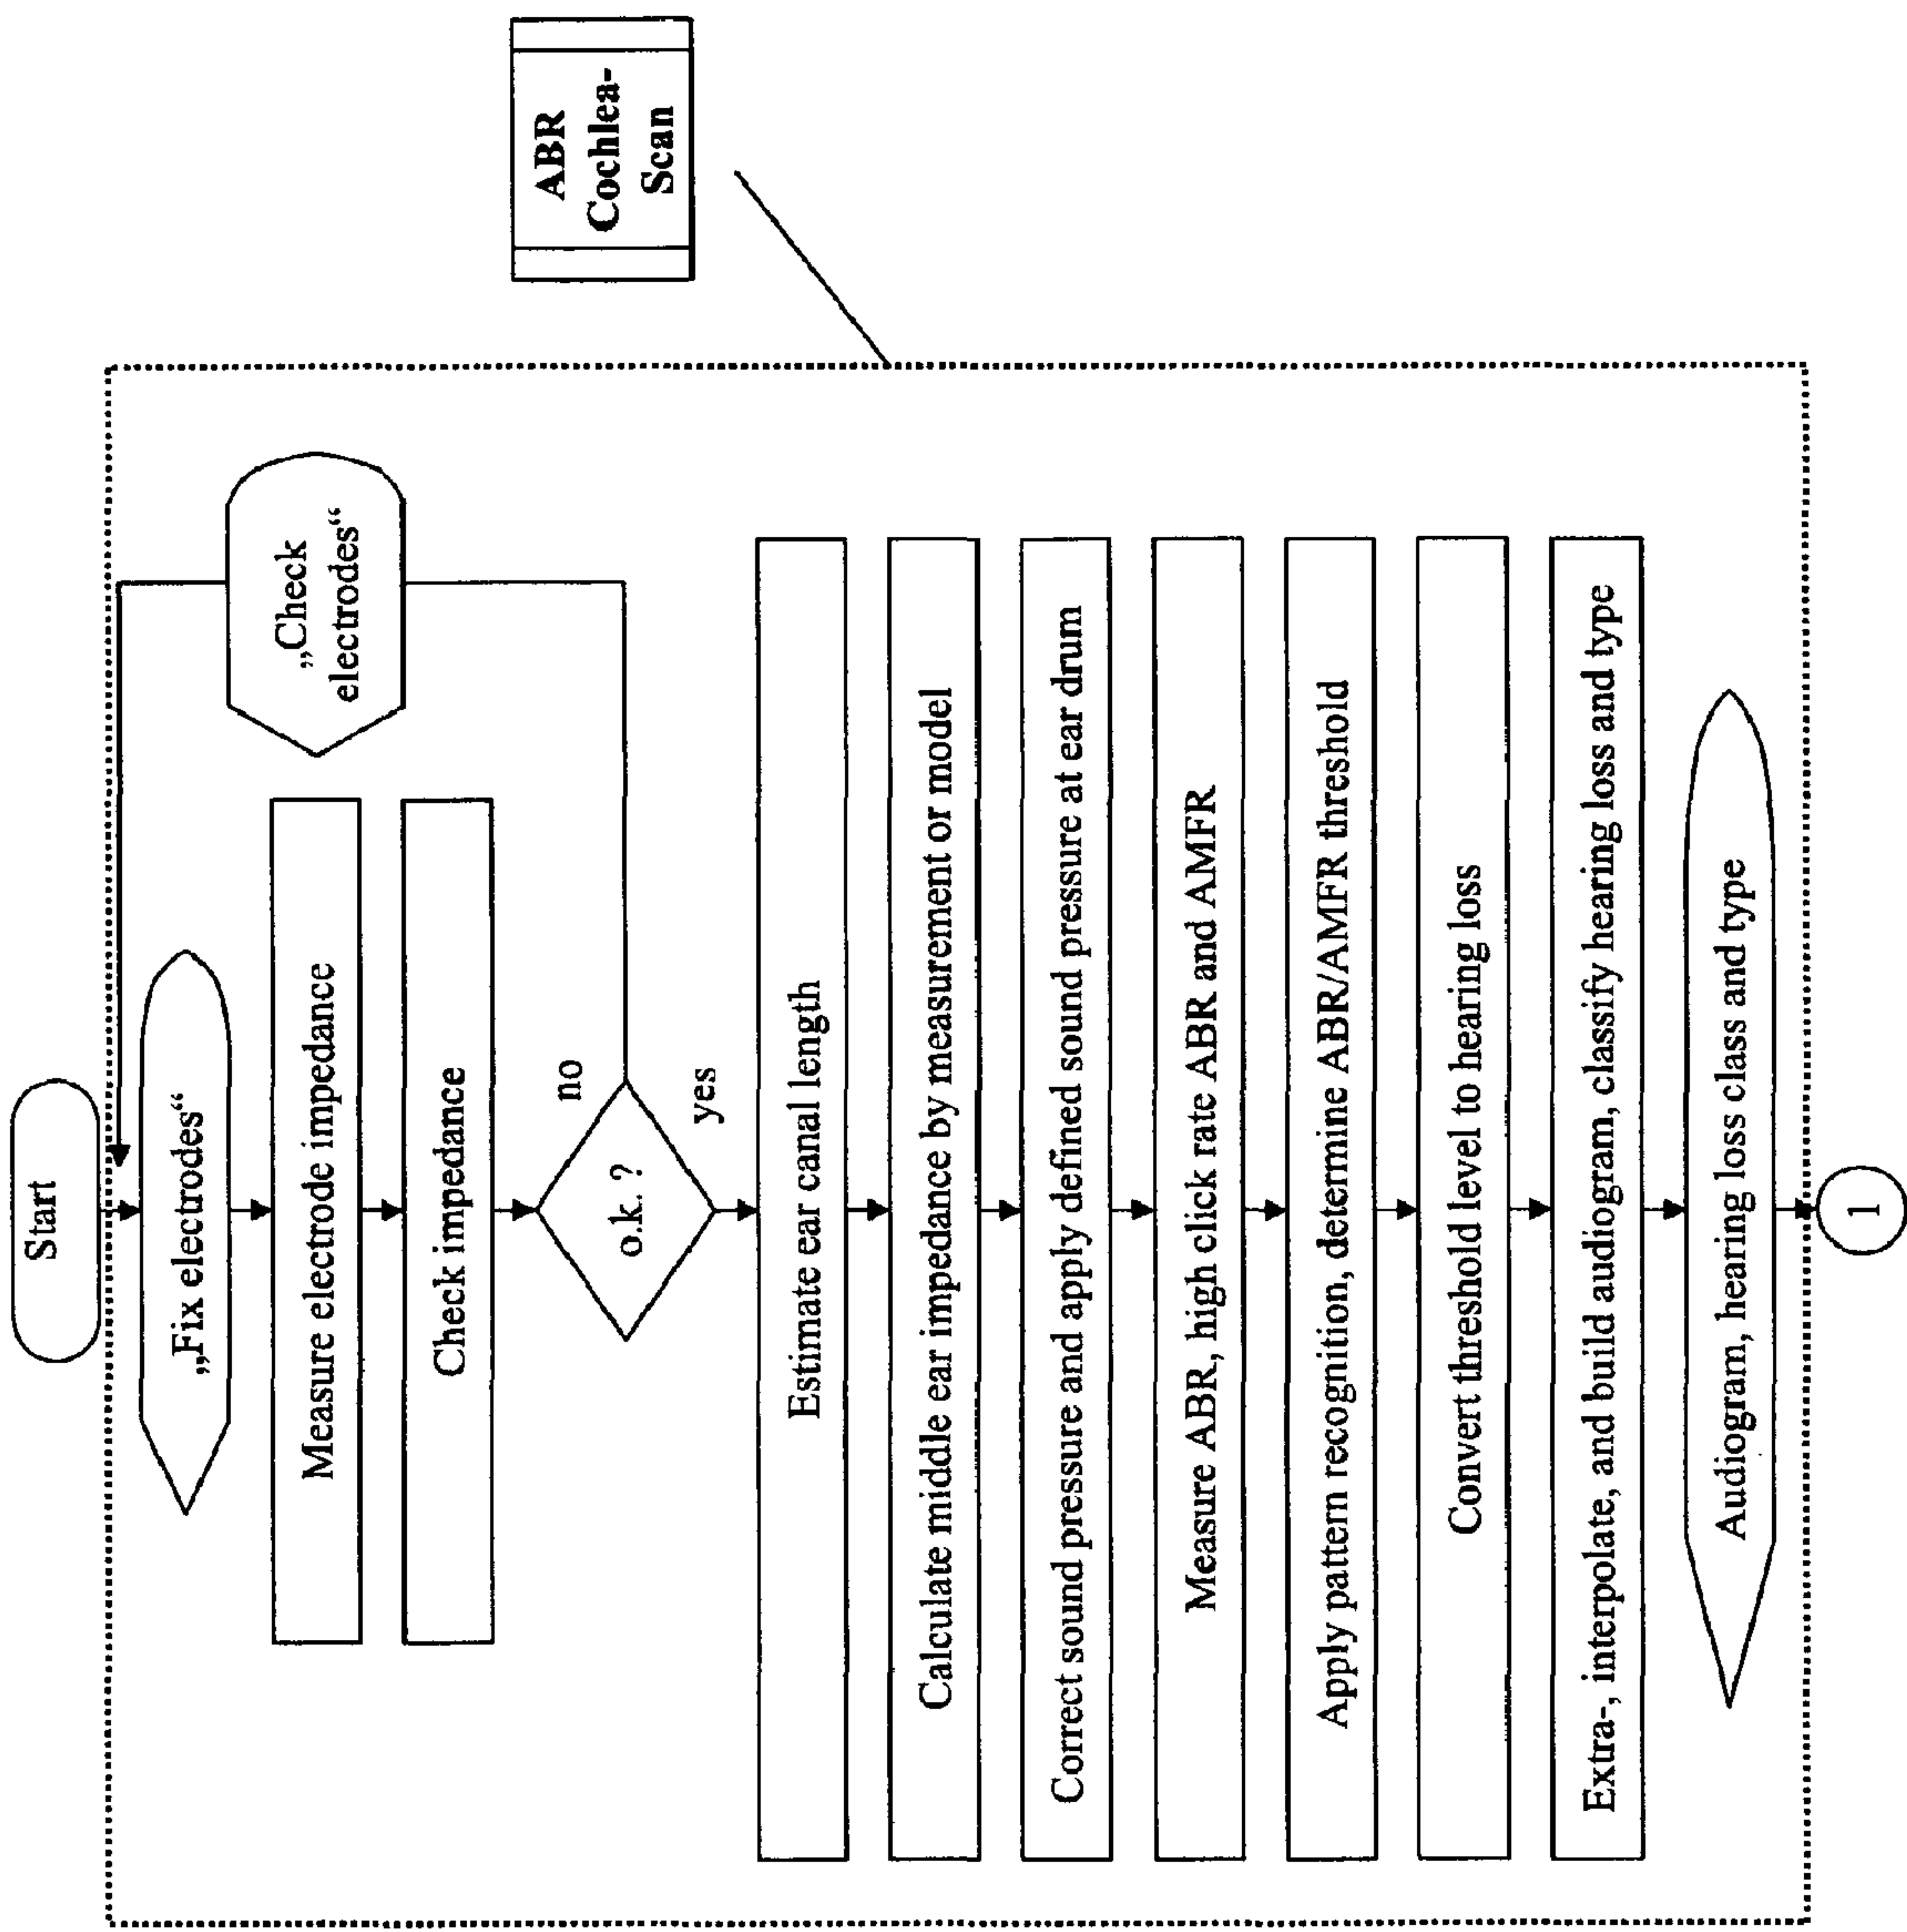 Start
„Fix electrodes“
Measure electrode impedance
Check impedance
o.k. ?
no
yes
„Check
electrodes“
Estimate ear canal length
Calculate middle ear impedance by measurement or model
Correct sound pressure and apply defined sound pressure at ear drum
Measure ABR, high click rate ABR and AMFR
Apply pattern recognition, determine ABR/AMFR threshold
Convert threshold level to hearing loss
Extra-, interpolate, and build audiogram, classify hearing loss and type
Audiogram, hearing loss class and type
1
ABR
Cochlea-
Scan